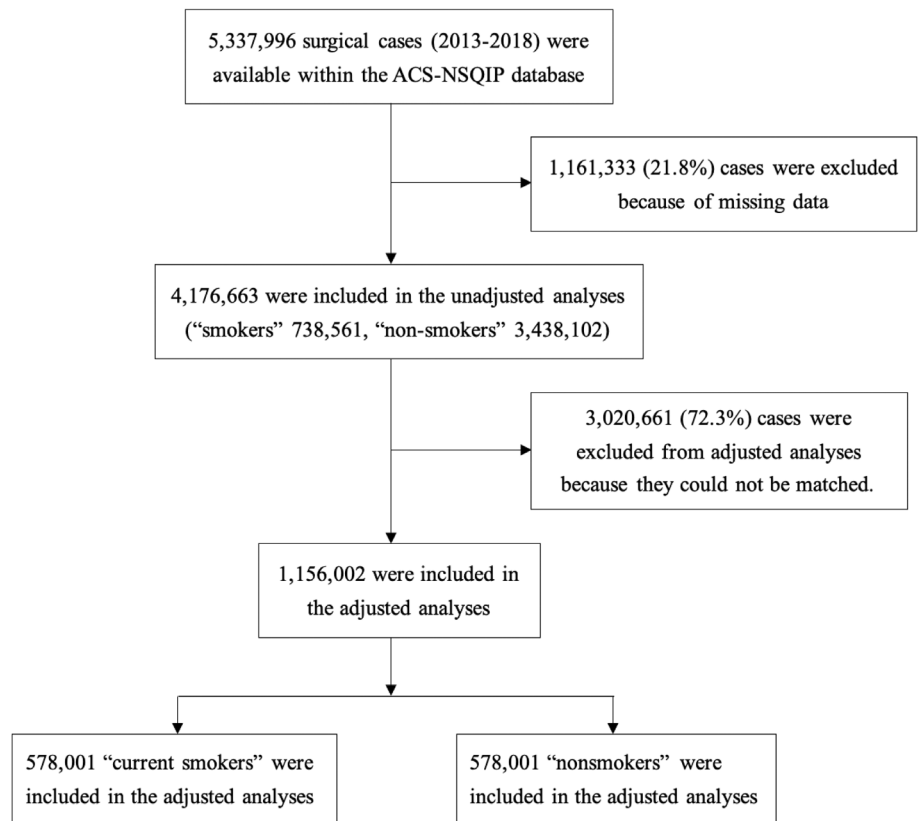 5,337,996 surgical cases (2013-2018) were
available within the ACS-NSQIP database
1,161,333 (21.8%) cases were excluded
because of missing data
4,176,663 were included in the unadjusted analyses
(“smokers” 738,561, “non-smokers” 3,438,102)
3,020,661 (72.3%) cases were
excluded from adjusted analyses
because they could not be matched.
1,156,002 were included in
the adjusted analyses
578,001 “current smokers” were
included in the adjusted analyses
578,001 “nonsmokers” were
included in the adjusted analyses